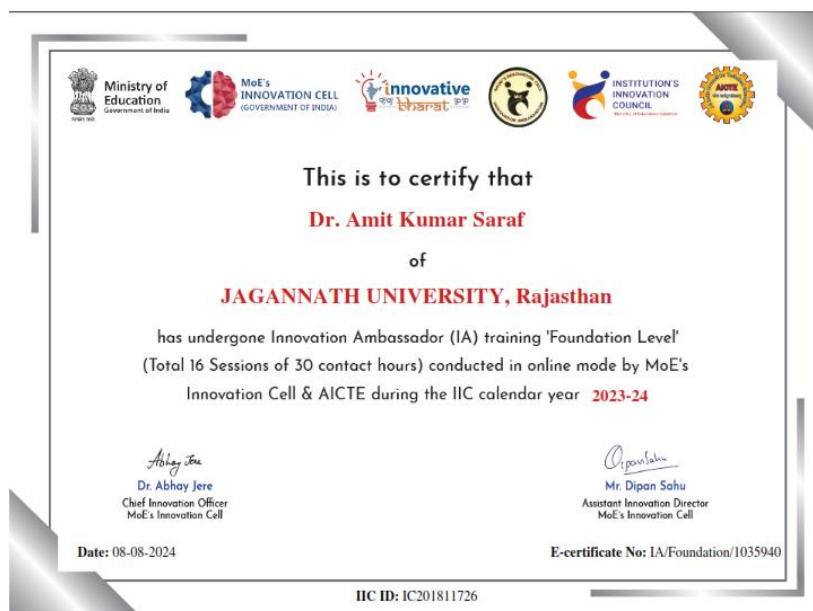 Ministry of
Education
Government of India
MoE's
INNOVATION CELL
(GOVERNMENT OF INDIA)
innovative
bharat
INSTITUTION'S
INNOVATION
COUNCIL
AICTE
This is to certify that
Dr. Amit Kumar Saraf
of
JAGANNATH UNIVERSITY, Rajasthan
has undergone Innovation Ambassador (IA) training 'Foundation Level'
(Total 16 Sessions of 30 contact hours) conducted in online mode by MoE's
Innovation Cell & AICTE during the IIC calendar year 2023-24
Abhay Jere
Dr. Abhay Jere
Chief Innovation Officer
MoE's Innovation Cell
DipanSahu
Mr. Dipan Sahu
Assistant Innovation Director
MoE's Innovation Cell
Date: 08-08-2024
E-certificate No: IA/Foundation/1035940
IIC ID: IC201811726